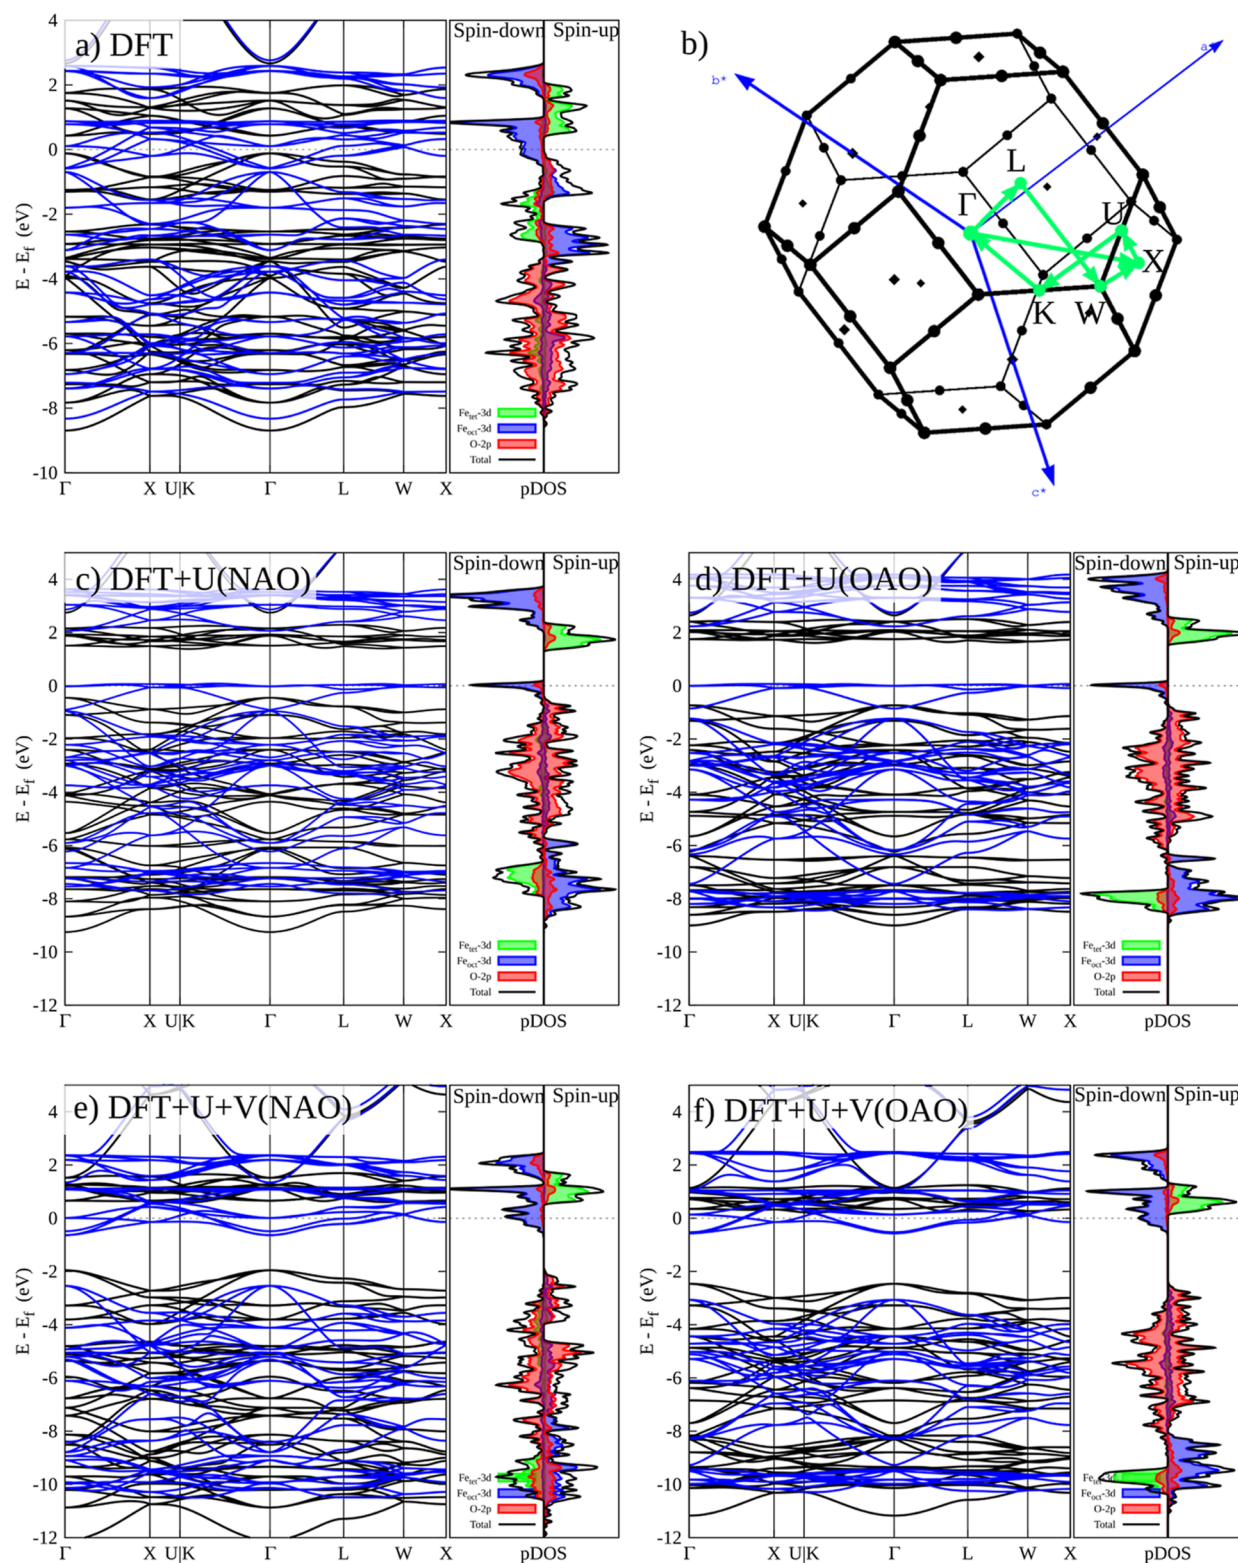 a) DFT
Spin-down Spin-up
E - E_f (eV)
4
2
0
-2
-4
-6
-8
-10
Fe_tet-3d
Fe_oct-3d
O-2p
Total
Γ X U|K Γ L W X pDOS
b)
b*
a
L
Γ
U
X
K W
c*
c) DFT+U(NAO)
Spin-down Spin-up
E - E_f (eV)
4
2
0
-2
-4
-6
-8
-10
-12
Fe_tet-3d
Fe_oct-3d
O-2p
Total
Γ X U|K Γ L W X pDOS
d) DFT+U(OAO)
Spin-down Spin-up
E - E_f (eV)
4
2
0
-2
-4
-6
-8
-10
-12
Fe_tet-3d
Fe_oct-3d
O-2p
Total
Γ X U|K Γ L W X pDOS
e) DFT+U+V(NAO)
Spin-down Spin-up
E - E_f (eV)
4
2
0
-2
-4
-6
-8
-10
-12
Fe_tet-3d
Fe_oct-3d
O-2p
Total
Γ X U|K Γ L W X pDOS
f) DFT+U+V(OAO)
Spin-down Spin-up
E - E_f (eV)
4
2
0
-2
-4
-6
-8
-10
-12
Fe_tet-3d
Fe_oct-3d
O-2p
Total
Γ X U|K Γ L W X pDOS